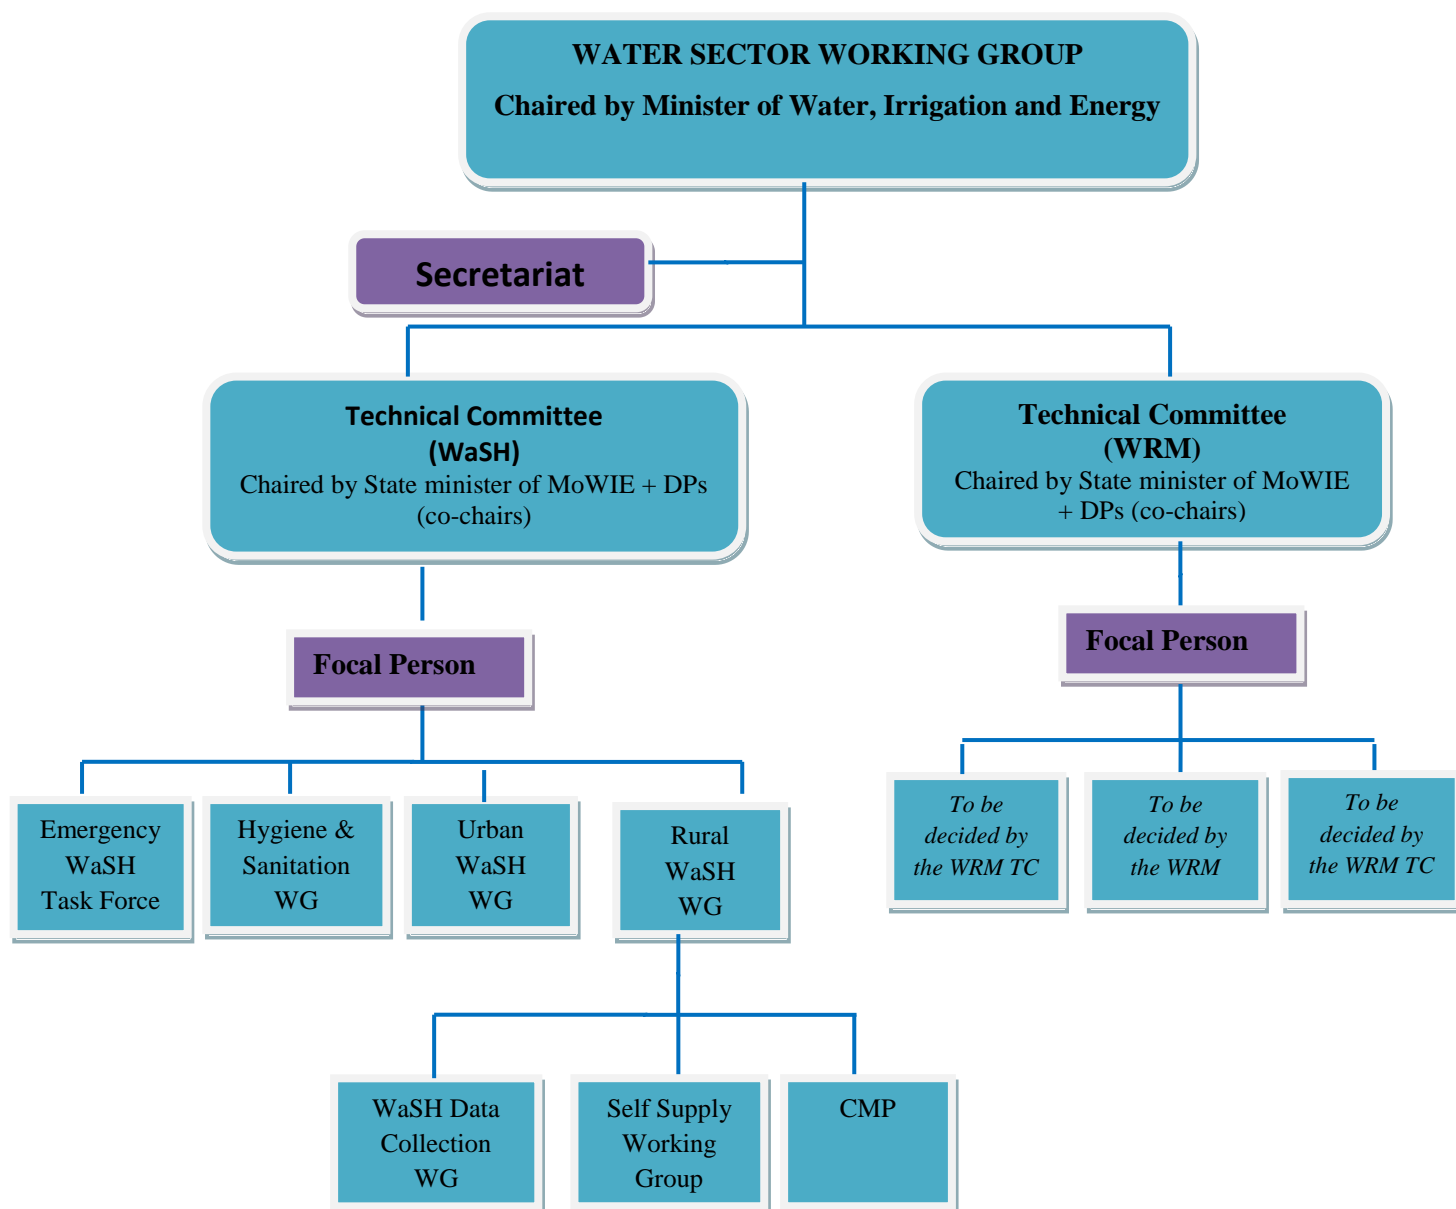 WATER SECTOR WORKING GROUP
Chaired by Minister of Water, Irrigation and Energy
Secretariat
Technical Committee
(WaSH)
Chaired by State minister of MoWIE + DPs
(co-chairs)
Technical Committee
(WRM)
Chaired by State minister of MoWIE
+ DPs (co-chairs)
Focal Person
Focal Person
Emergency
WaSH
Task Force
Hygiene &
Sanitation
WG
Urban
WaSH
WG
Rural
WaSH
WG
To be
decided by
the WRM TC
To be
decided by
the WRM
To be
decided by
the WRM TC
WaSH Data
Collection
WG
Self Supply
Working
Group
CMP